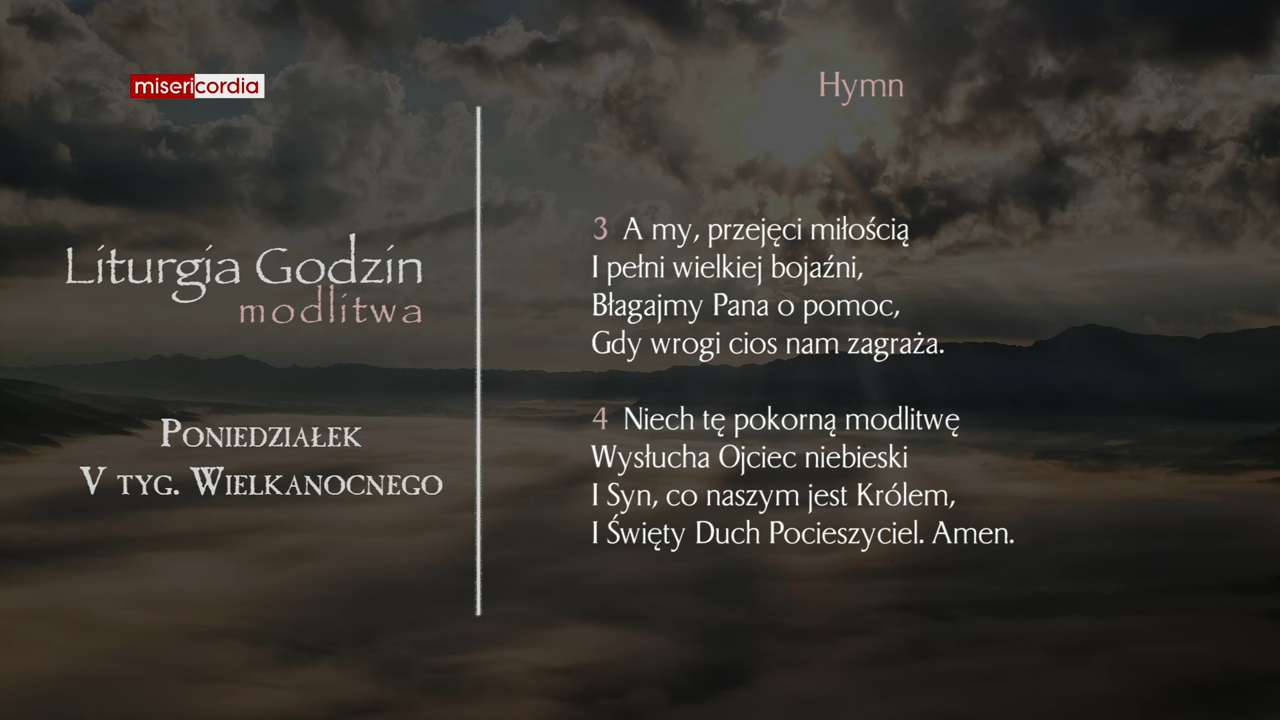 misericordia
Liturgia Godzin
modlitwa
Poniedziałek
V tyg. Wielkanocnego
Hymn
3 A my, przejęci miłością
I pełni wielkiej bojaźni,
Błagajmy Pana o pomoc,
Gdy wrogi cios nam zagraża.
4 Niech tę pokorną modlitwę
Wysłucha Ojciec niebieski
I Syn, co naszym jest Królem,
I Święty Duch Pocieszyciel. Amen.